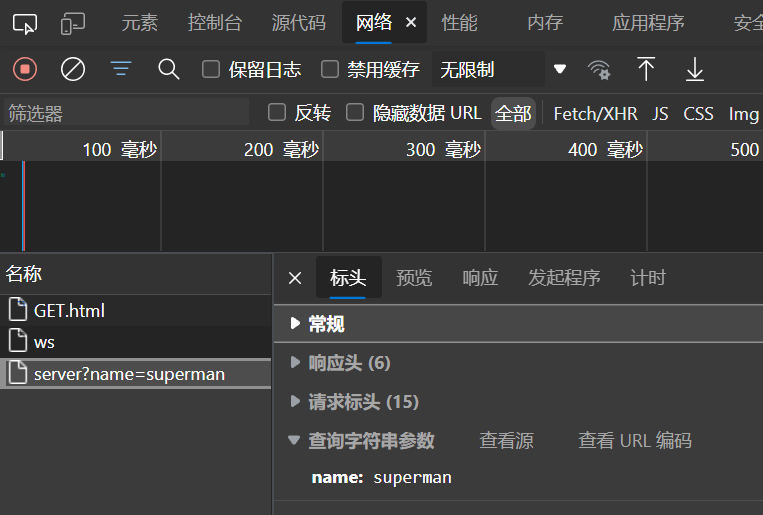 元素 控制台 源代码 网络 × 性能 内存 应用程序 安全
保留日志 禁用缓存 无限制
筛选器 反转 隐藏数据 URL 全部 Fetch/XHR JS CSS Img
100 毫秒 200 毫秒 300 毫秒 400 毫秒 500
名称
× 标头 预览 响应 发起程序 计时
GET.html
常规
ws
响应头 (6)
server?name=superman
请求标头 (15)
查询字符串参数 查看源 查看 URL 编码
name: superman